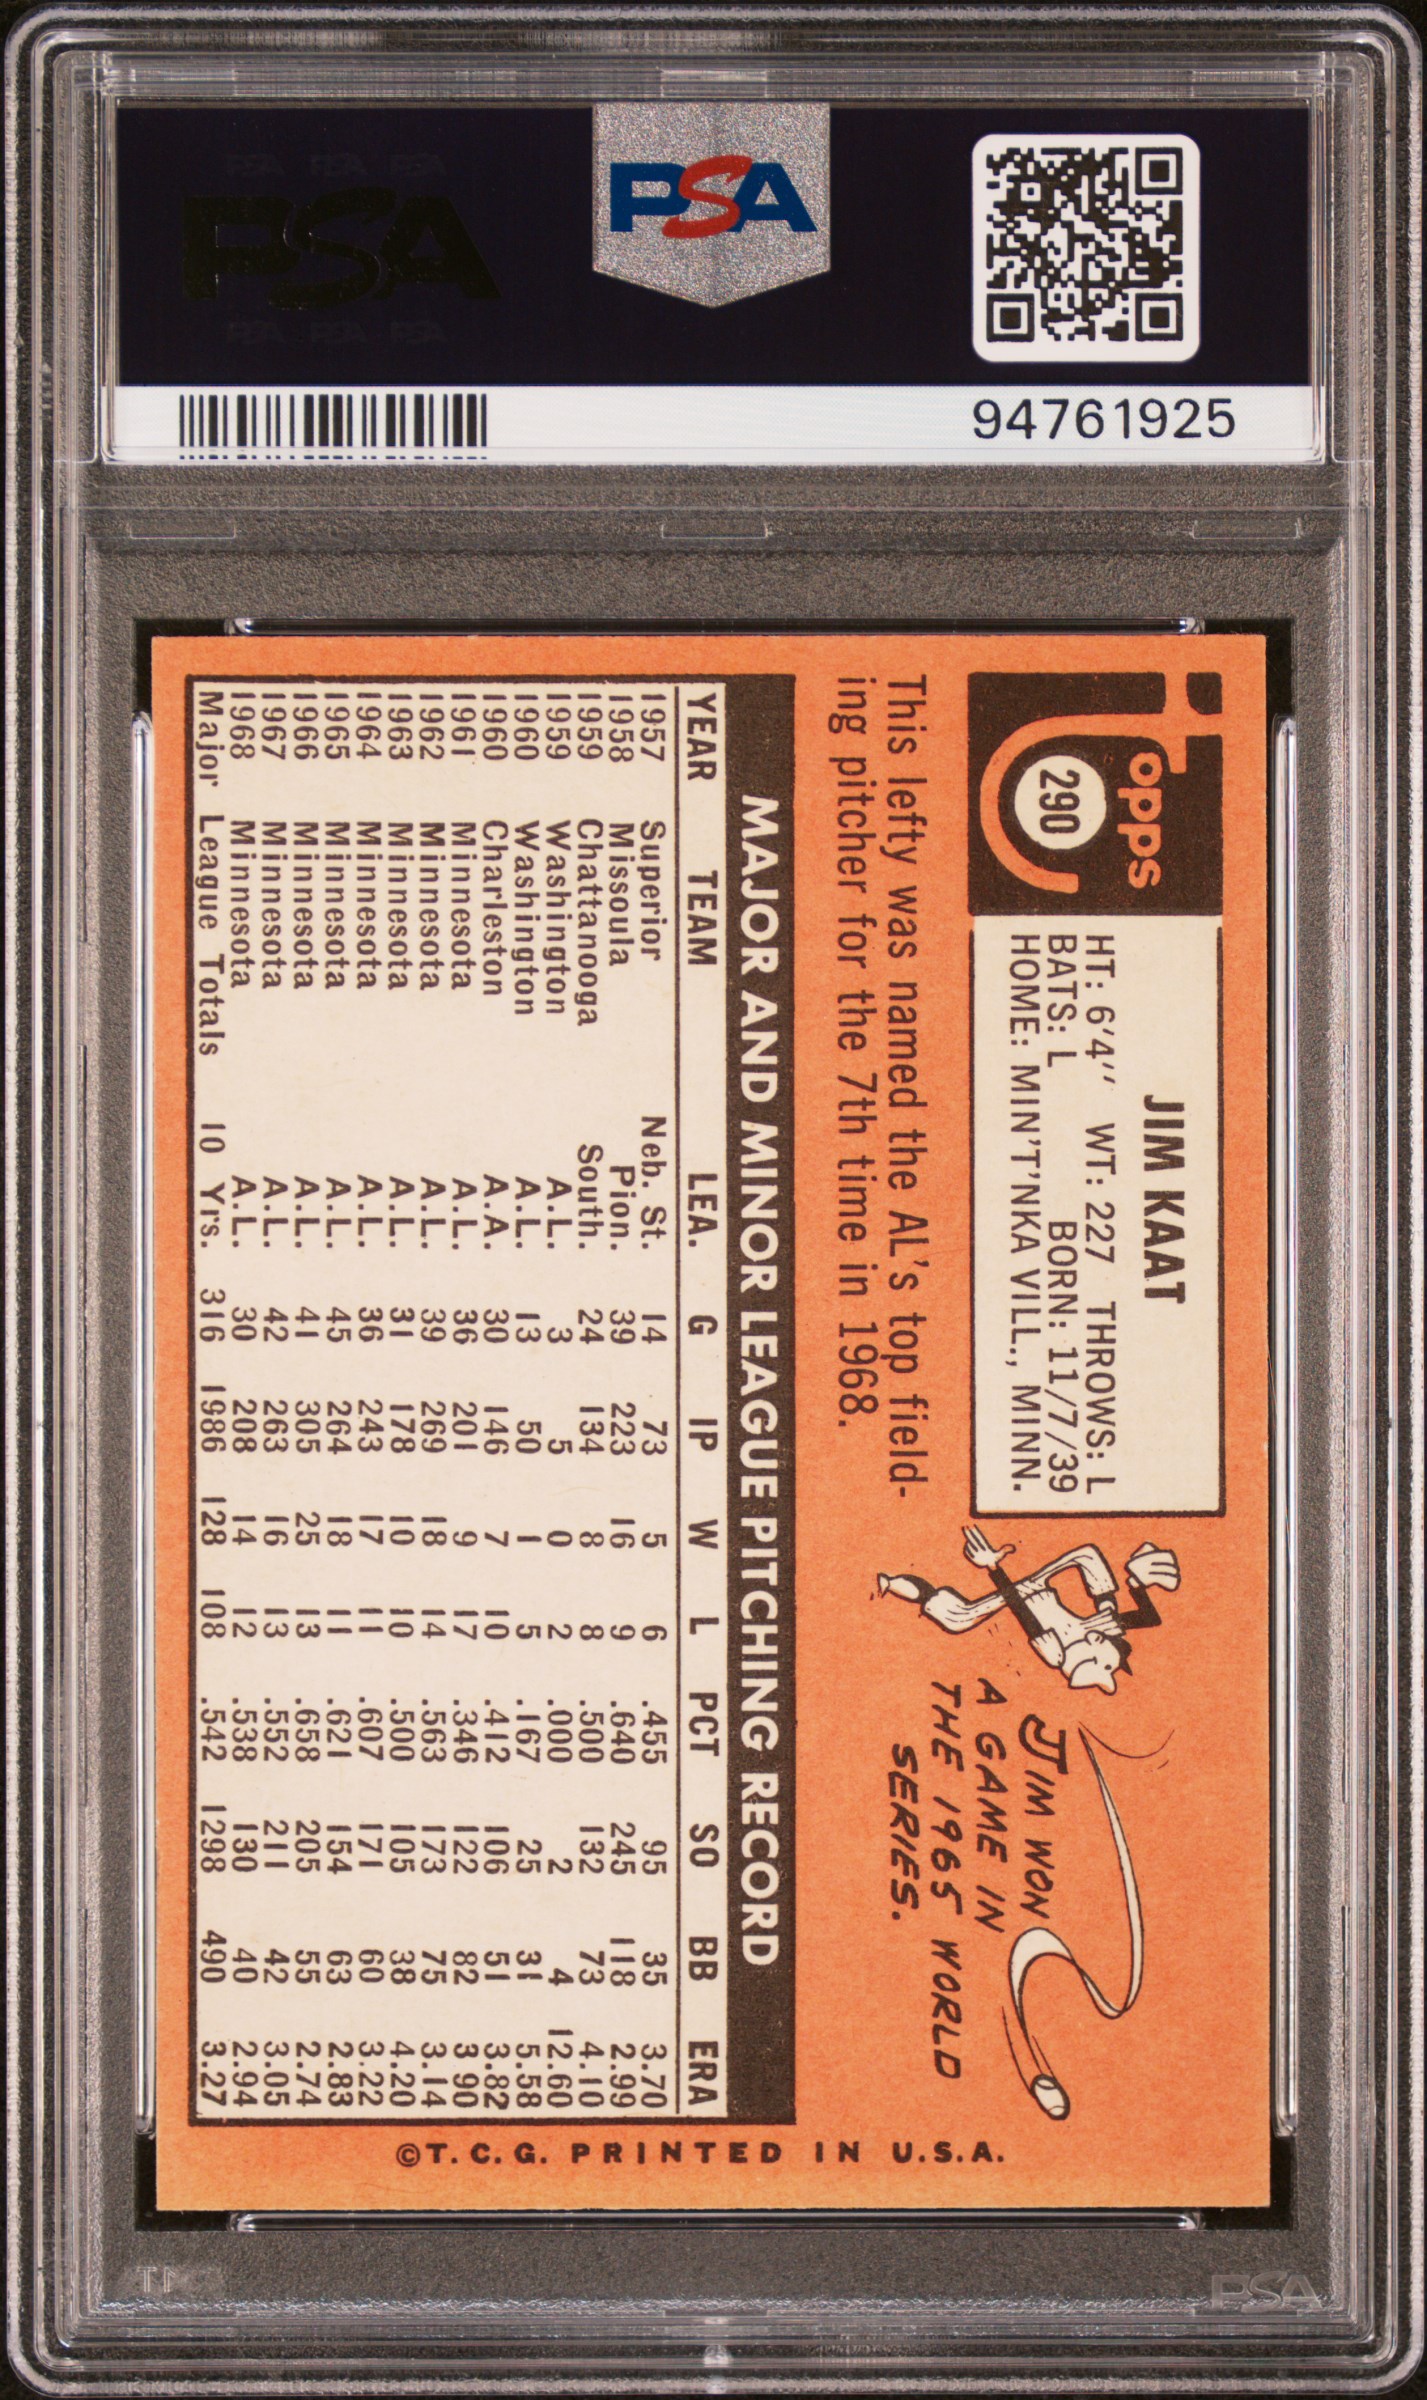 PSA PSA PSA
PSA
PSA PSA PSA
PSA
94761925
Topps
290
JIM KAAT
HT: 6'4" WT: 227 THROWS: L
BATS: L BORN: 11/7/39
HOME: MIN'T'NKA VILL., MINN.
This lefty was named the AL's top field-
ing pitcher for the 7th time in 1968.
JIM WON
A GAME IN
THE 1965 WORLD
SERIES.
MAJOR AND MINOR LEAGUE PITCHING RECORD
YEAR TEAM LEA. G IP W L PCT SO BB ERA
1957 Superior Neb. St. 14 73 5 6 .455 95 35 3.70
1958 Missoula Pion. 39 223 16 9 .640 245 118 2.99
1959 Chattanooga South. 24 134 8 8 .500 132 73 4.10
1959 Washington A.L. 3 5 0 2 .000 2 4 12.60
1960 Washington A.L. 13 50 1 5 .167 25 31 5.58
1960 Charleston A.A. 30 146 7 10 .412 106 51 3.82
1961 Minnesota A.L. 36 201 9 17 .346 122 82 3.90
1962 Minnesota A.L. 39 269 18 14 .563 173 75 3.14
1963 Minnesota A.L. 31 178 10 10 .500 105 38 4.20
1964 Minnesota A.L. 36 243 17 11 .607 171 60 3.22
1965 Minnesota A.L. 45 264 18 11 .621 154 63 2.83
1966 Minnesota A.L. 41 305 25 13 .658 205 55 2.74
1967 Minnesota A.L. 42 263 16 13 .552 211 42 3.05
1968 Minnesota A.L. 30 208 14 12 .538 130 40 2.94
Major League Totals 10 Yrs. 316 1986 128 108 .542 1298 490 3.27
©T.C.G. PRINTED IN U.S.A.
PSA